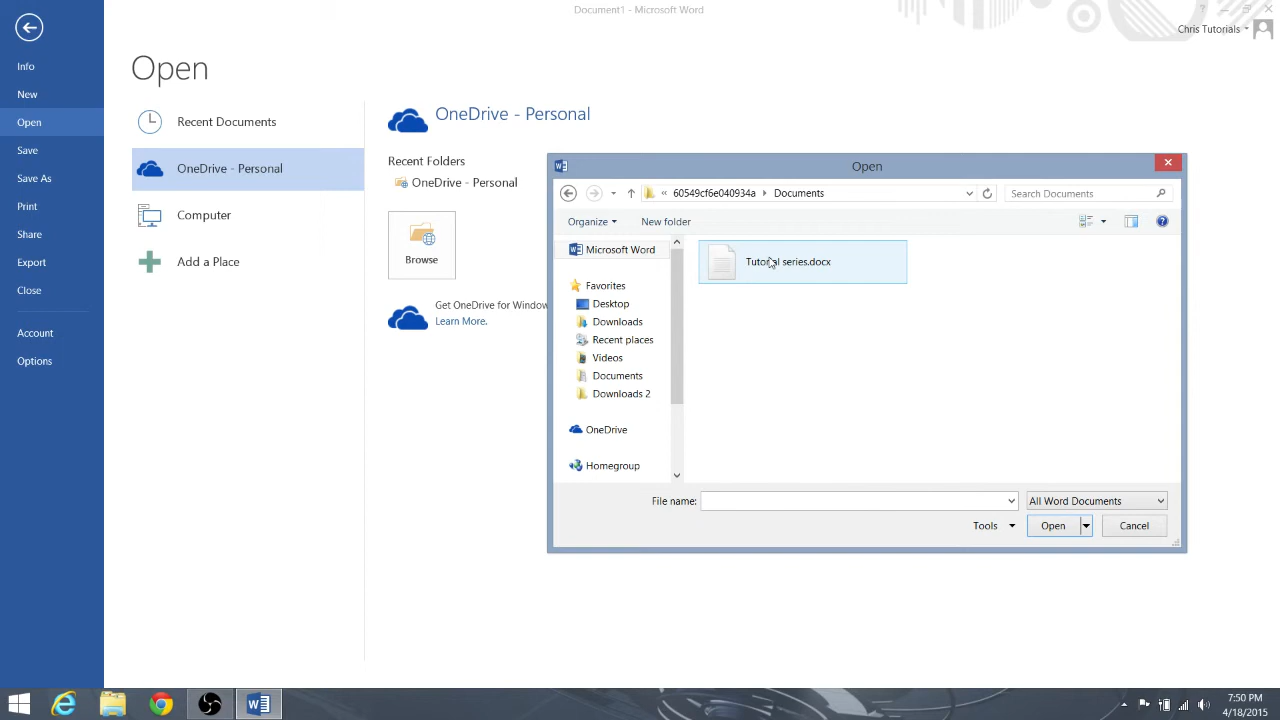 Document1 - Microsoft Word
?
Chris Tutorials
Info
New
Open
Save
Save As
Print
Share
Export
Close
Account
Options
Open
Recent Documents
OneDrive - Personal
Computer
Add a Place
OneDrive - Personal
Recent Folders
OneDrive - Personal
Browse
Get OneDrive for Window
Learn More.
Open
« 60549cf6e040934a Documents
Search Documents
Organize
New folder
Microsoft Word
Favorites
Desktop
Downloads
Recent places
Videos
Documents
Downloads 2
OneDrive
Homegroup
Tutorial series.docx
File name:
All Word Documents
Tools
Open
Cancel
7:50 PM
4/18/2015